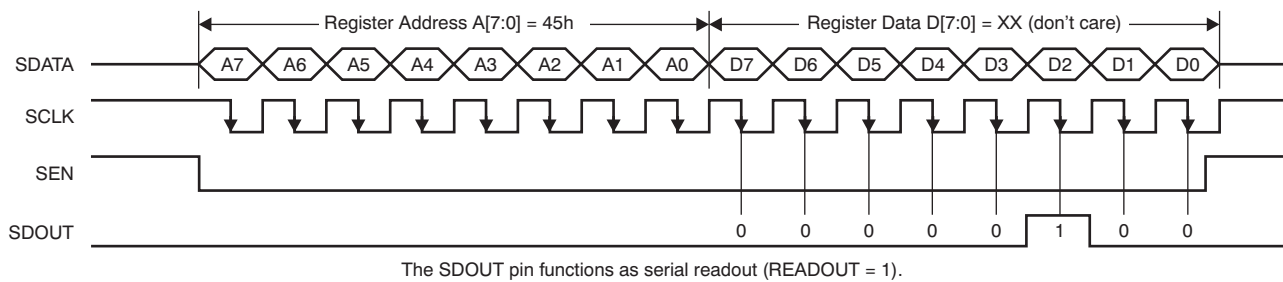 Register Address A[7:0] = 45h Register Data D[7:0] = XX (don't care)
SDATA A7 A6 A5 A4 A3 A2 A1 A0 D7 D6 D5 D4 D3 D2 D1 D0
SCLK
SEN
SDOUT 0 0 0 0 0 1 0 0
The SDOUT pin functions as serial readout (READOUT = 1).